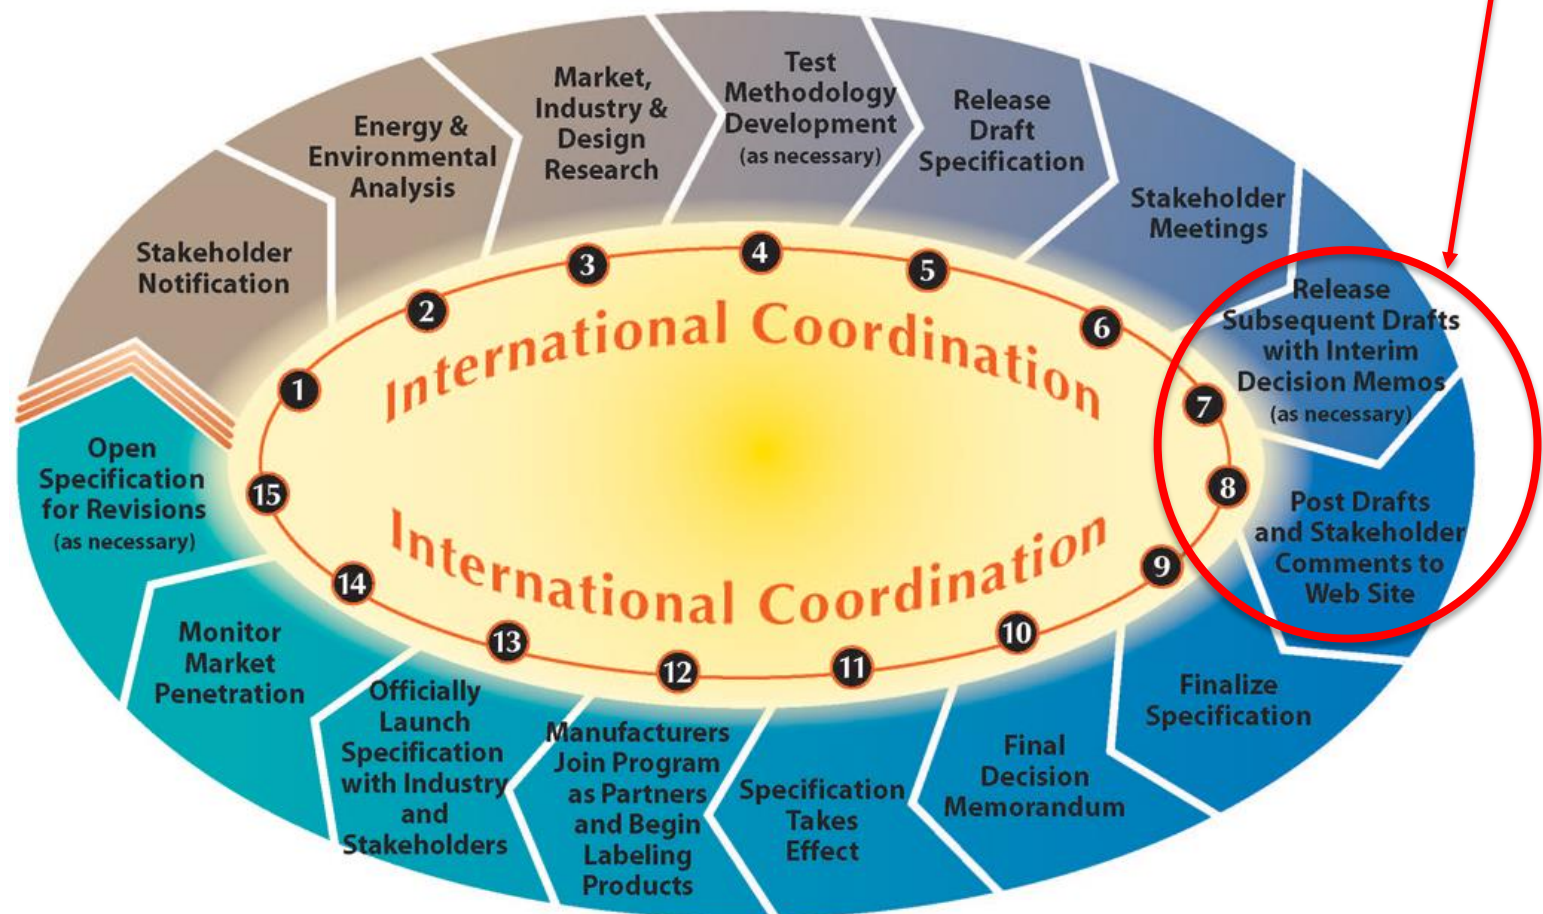 Stakeholder
Notification
1
Energy &
Environmental
Analysis
2
Market,
Industry &
Design
Research
3
Test
Methodology
Development
(as necessary)
4
Release
Draft
Specification
5
Stakeholder
Meetings
6
Release
Subsequent Drafts
with Interim
Decision Memos
(as necessary)
7
Post Drafts
and Stakeholder
Comments to
Web Site
8
Finalize
Specification
9
Final
Decision
Memorandum
10
Specification
Takes
Effect
11
Manufacturers
Join Program
as Partners
and Begin
Labeling
Products
12
Officially
Launch
Specification
with Industry
and
Stakeholders
13
Monitor
Market
Penetration
14
Open
Specification
for Revisions
(as necessary)
15
International Coordination
International Coordination